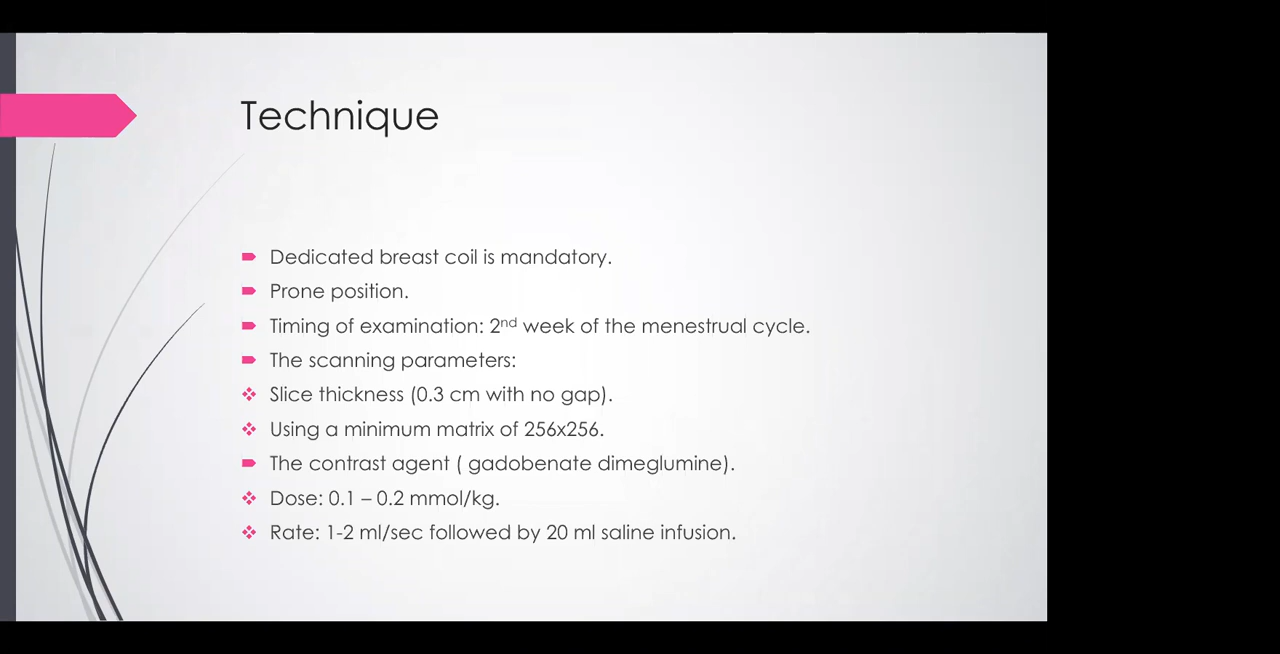 Technique
Dedicated breast coil is mandatory.
Prone position.
Timing of examination: 2nd week of the menestrual cycle.
The scanning parameters:
Slice thickness (0.3 cm with no gap).
Using a minimum matrix of 256x256.
The contrast agent ( gadobenate dimeglumine).
Dose: 0.1 – 0.2 mmol/kg.
Rate: 1-2 ml/sec followed by 20 ml saline infusion.